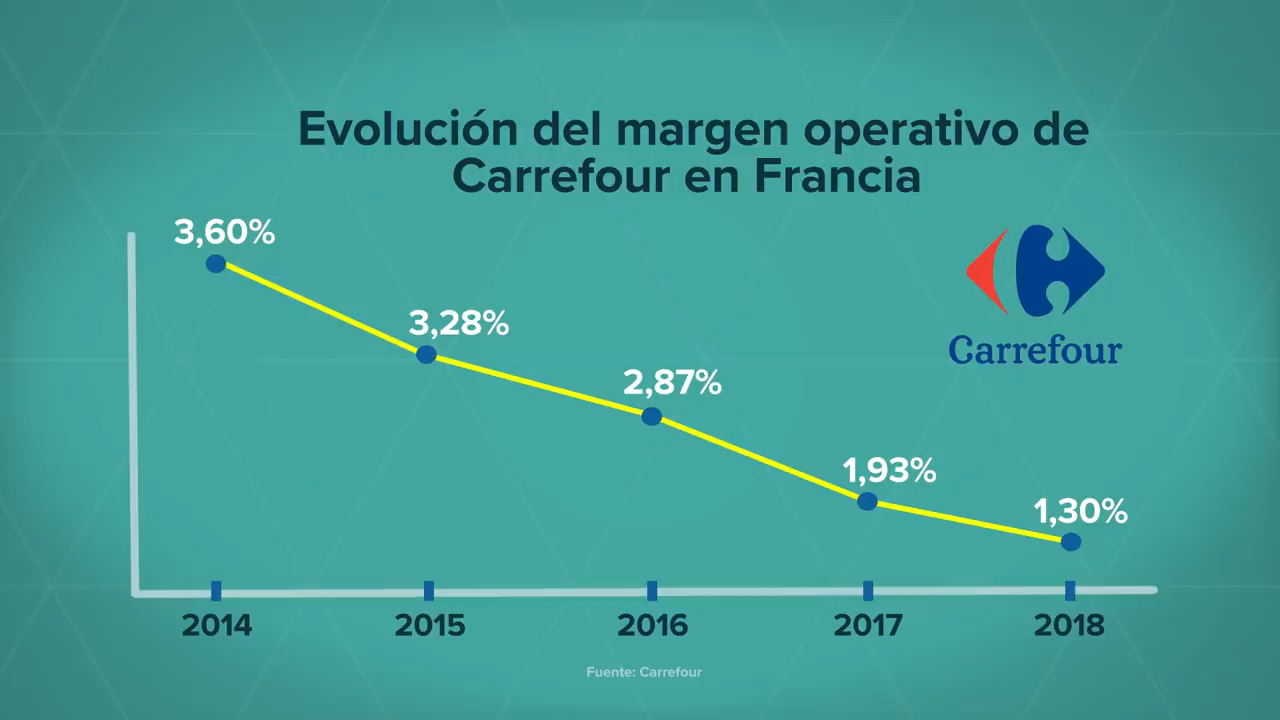 Evolución del margen operativo de
Carrefour en Francia
3,60%
3,28%
2,87%
1,93%
1,30%
Carrefour
2014
2015
2016
2017
2018
Fuente: Carrefour